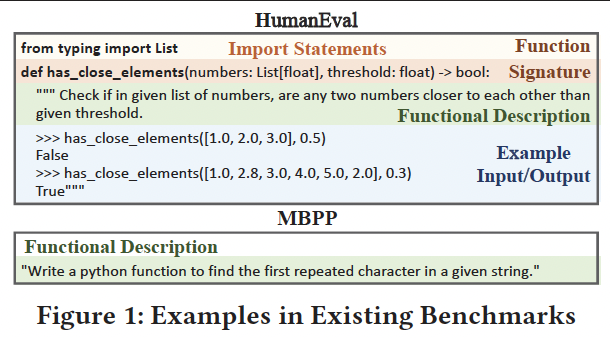 HumanEval
from typing import List Import Statements Function
def has_close_elements(numbers: List[float], threshold: float) -> bool: Signature
""" Check if in given list of numbers, are any two numbers closer to each other than
given threshold. Functional Description
>>> has_close_elements([1.0, 2.0, 3.0], 0.5)
False Example
>>> has_close_elements([1.0, 2.8, 3.0, 4.0, 5.0, 2.0], 0.3)
True""" Input/Output
MBPP
Functional Description
"Write a python function to find the first repeated character in a given string."
Figure 1: Examples in Existing Benchmarks